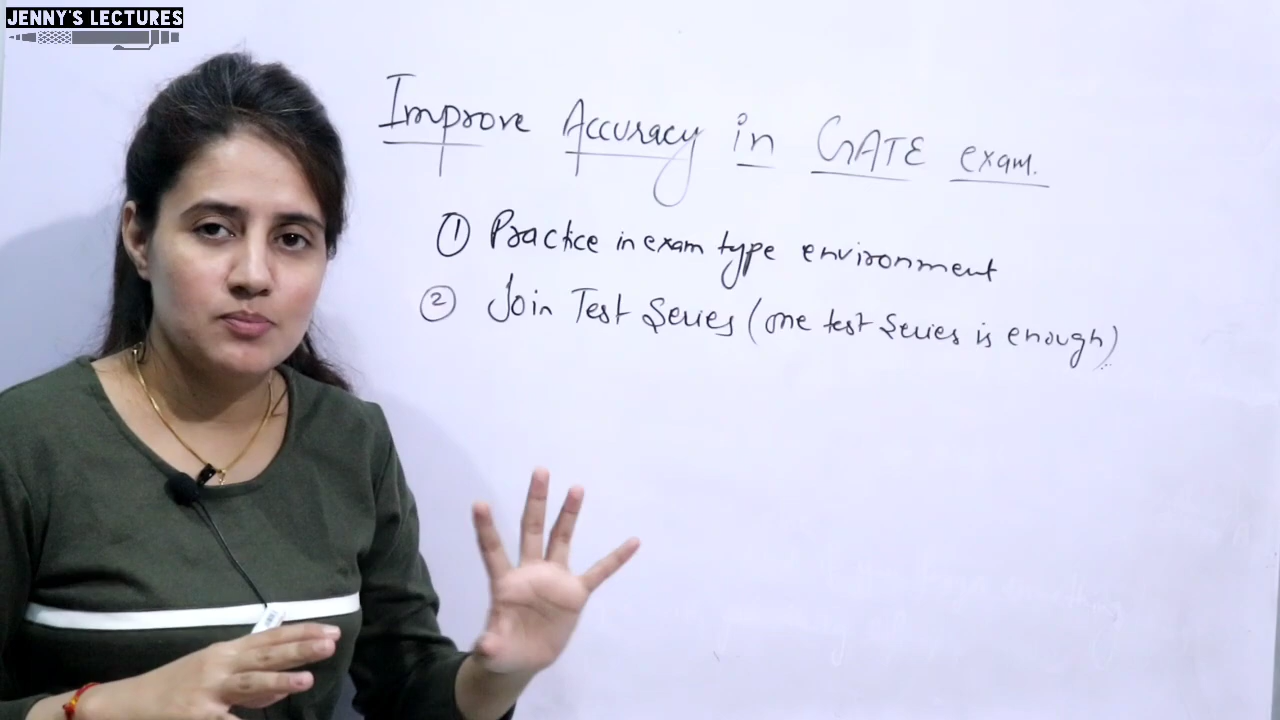 JENNY'S LECTURES
Improve Accuracy in GATE exam.
① Practice in exam type environment
② Join Test Series (one test series is enough)